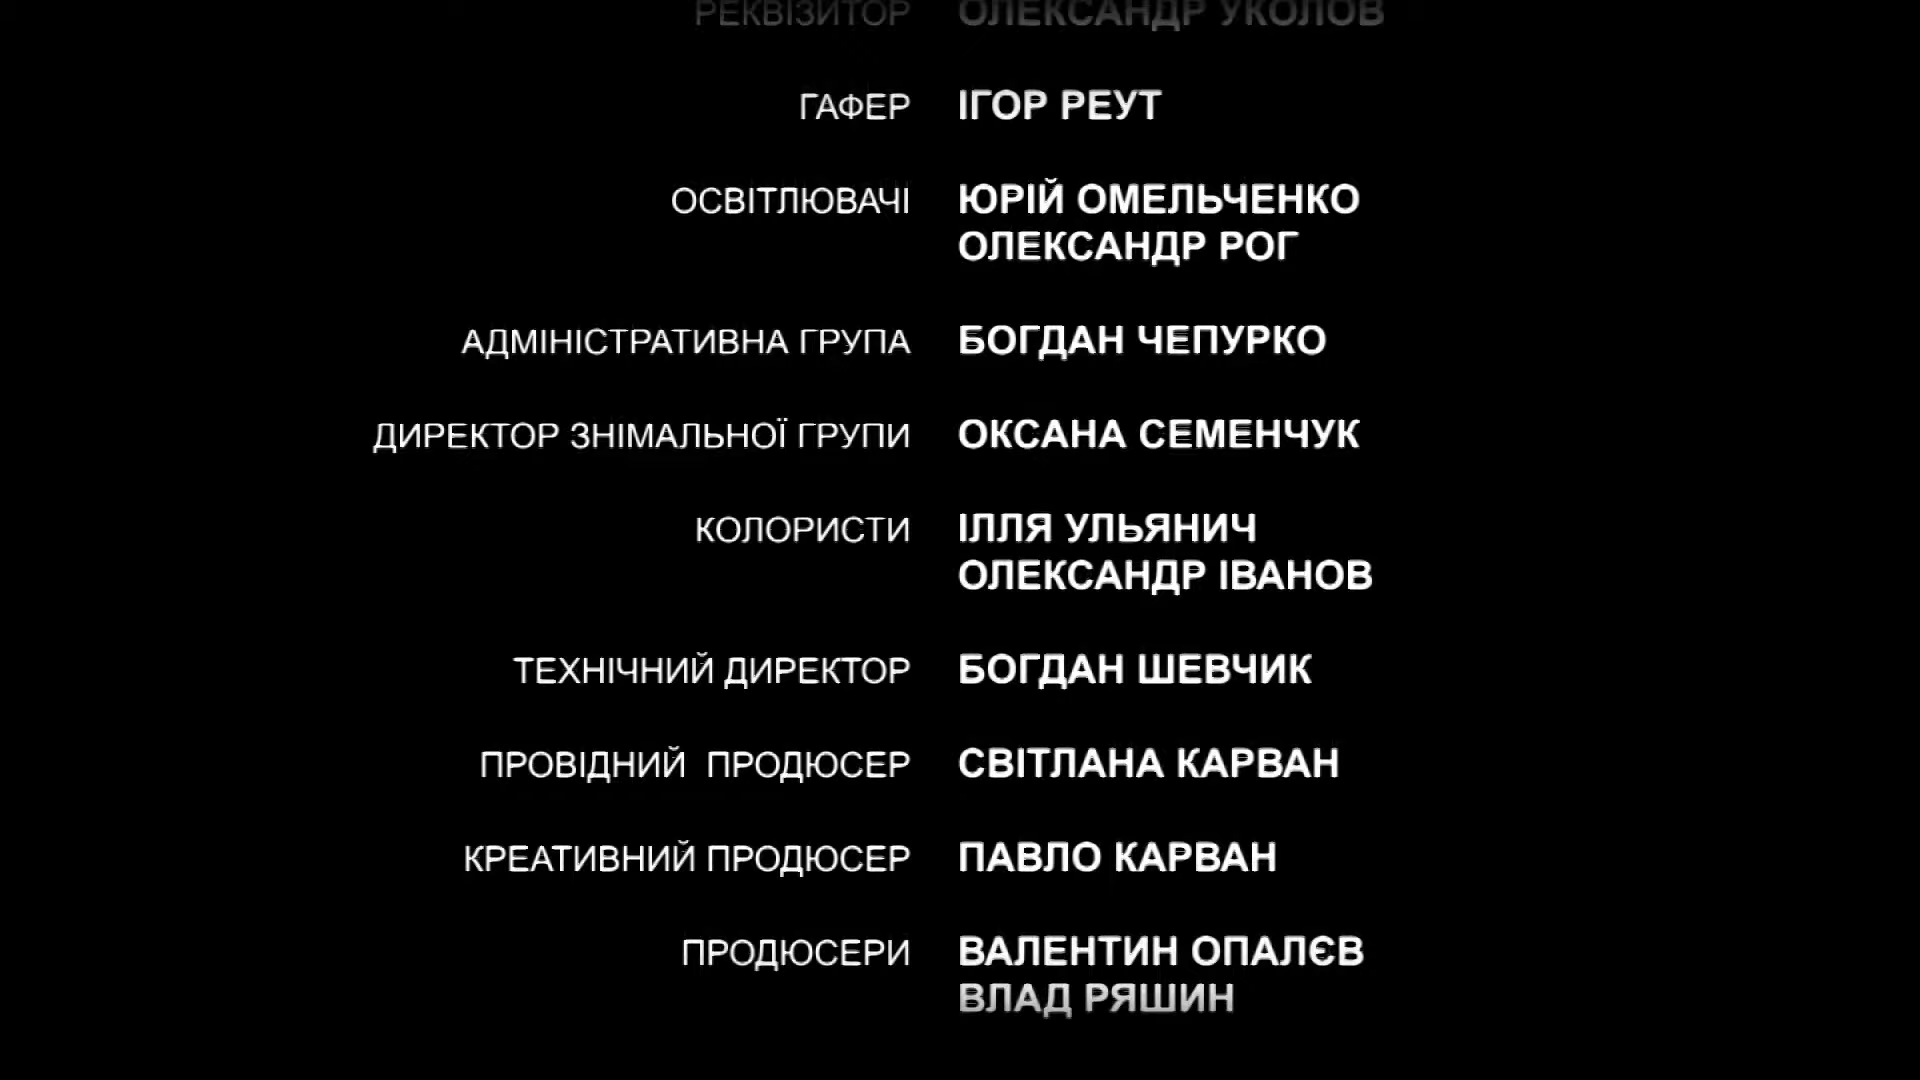 РЕКВІЗИТОР ОЛЕКСАНДР УКОЛОВ
ГАФЕР ІГОР РЕУТ
ОСВІТЛЮВАЧІ ЮРІЙ ОМЕЛЬЧЕНКО
ОЛЕКСАНДР РОГ
АДМІНІСТРАТИВНА ГРУПА БОГДАН ЧЕПУРКО
ДИРЕКТОР ЗНІМАЛЬНОЇ ГРУПИ ОКСАНА СЕМЕНЧУК
КОЛОРИСТИ ІЛЛЯ УЛЬЯНИЧ
ОЛЕКСАНДР ІВАНОВ
ТЕХНІЧНИЙ ДИРЕКТОР БОГДАН ШЕВЧИК
ПРОВІДНИЙ  ПРОДЮСЕР СВІТЛАНА КАРВАН
КРЕАТИВНИЙ ПРОДЮСЕР ПАВЛО КАРВАН
ПРОДЮСЕРИ ВАЛЕНТИН ОПАЛЄВ
ВЛАД РЯШИН